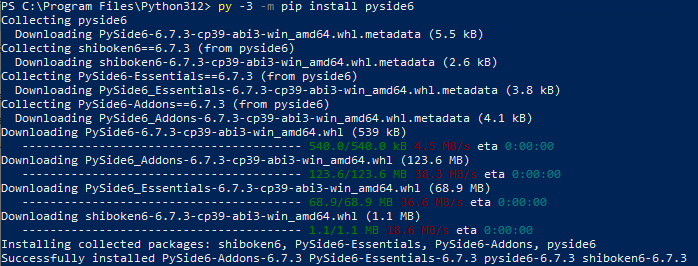 PS C:\Program Files\Python312> py -3 -m pip install pyside6
Collecting pyside6
  Downloading PySide6-6.7.3-cp39-abi3-win_amd64.whl.metadata (5.5 kB)
Collecting shiboken6==6.7.3 (from pyside6)
  Downloading shiboken6-6.7.3-cp39-abi3-win_amd64.whl.metadata (2.6 kB)
Collecting PySide6-Essentials==6.7.3 (from pyside6)
  Downloading PySide6_Essentials-6.7.3-cp39-abi3-win_amd64.whl.metadata (3.8 kB)
Collecting PySide6-Addons==6.7.3 (from pyside6)
  Downloading PySide6_Addons-6.7.3-cp39-abi3-win_amd64.whl.metadata (4.1 kB)
Downloading PySide6-6.7.3-cp39-abi3-win_amd64.whl (539 kB)
   ---------------------------------------- 540.0/540.0 kB 4.5 MB/s eta 0:00:00
Downloading PySide6_Addons-6.7.3-cp39-abi3-win_amd64.whl (123.6 MB)
   ---------------------------------------- 123.6/123.6 MB 38.3 MB/s eta 0:00:00
Downloading PySide6_Essentials-6.7.3-cp39-abi3-win_amd64.whl (68.9 MB)
   ---------------------------------------- 68.9/68.9 MB 36.6 MB/s eta 0:00:00
Downloading shiboken6-6.7.3-cp39-abi3-win_amd64.whl (1.1 MB)
   ---------------------------------------- 1.1/1.1 MB 18.6 MB/s eta 0:00:00
Installing collected packages: shiboken6, PySide6-Essentials, PySide6-Addons, pyside6
Successfully installed PySide6-Addons-6.7.3 PySide6-Essentials-6.7.3 pyside6-6.7.3 shiboken6-6.7.3